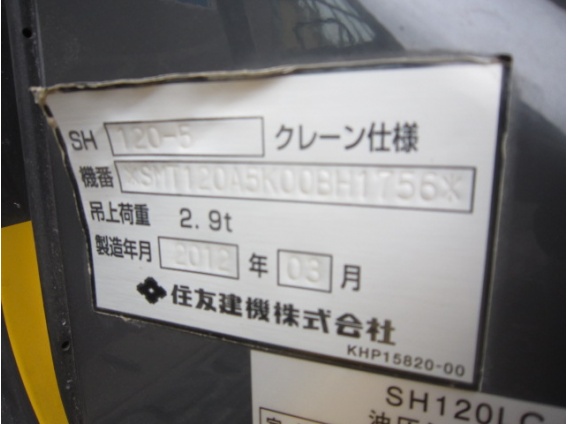 SH 120-5 クレーン仕様
機番 *SMT120A5K00BH1756*
吊上荷重 2.9t
製造年月 2012 年 03 月
住友建機株式会社
KHP15820-00
SH120LC